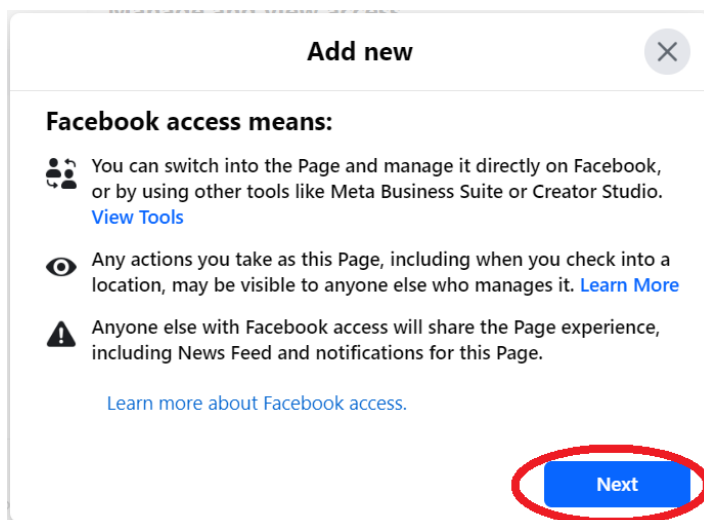 Manage and view access
Add new
Facebook access means:
You can switch into the Page and manage it directly on Facebook,
or by using other tools like Meta Business Suite or Creator Studio.
View Tools
Any actions you take as this Page, including when you check into a
location, may be visible to anyone else who manages it. Learn More
Anyone else with Facebook access will share the Page experience,
including News Feed and notifications for this Page.
Learn more about Facebook access.
Next